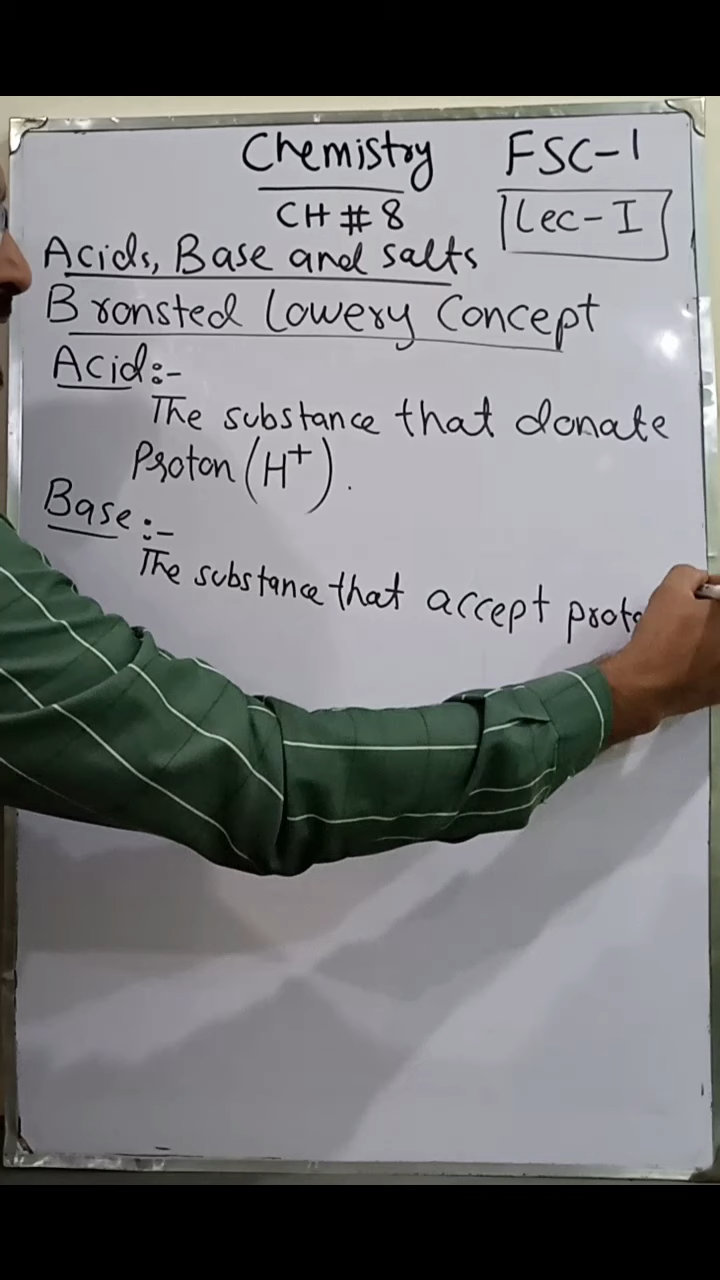 Chemistry FSC-1
CH # 8 Lec-I
Acids, Base and salts
Bronsted Lowery Concept
Acid:-
The substance that donate
Proton (H⁺).
Base:-
The substance that accept